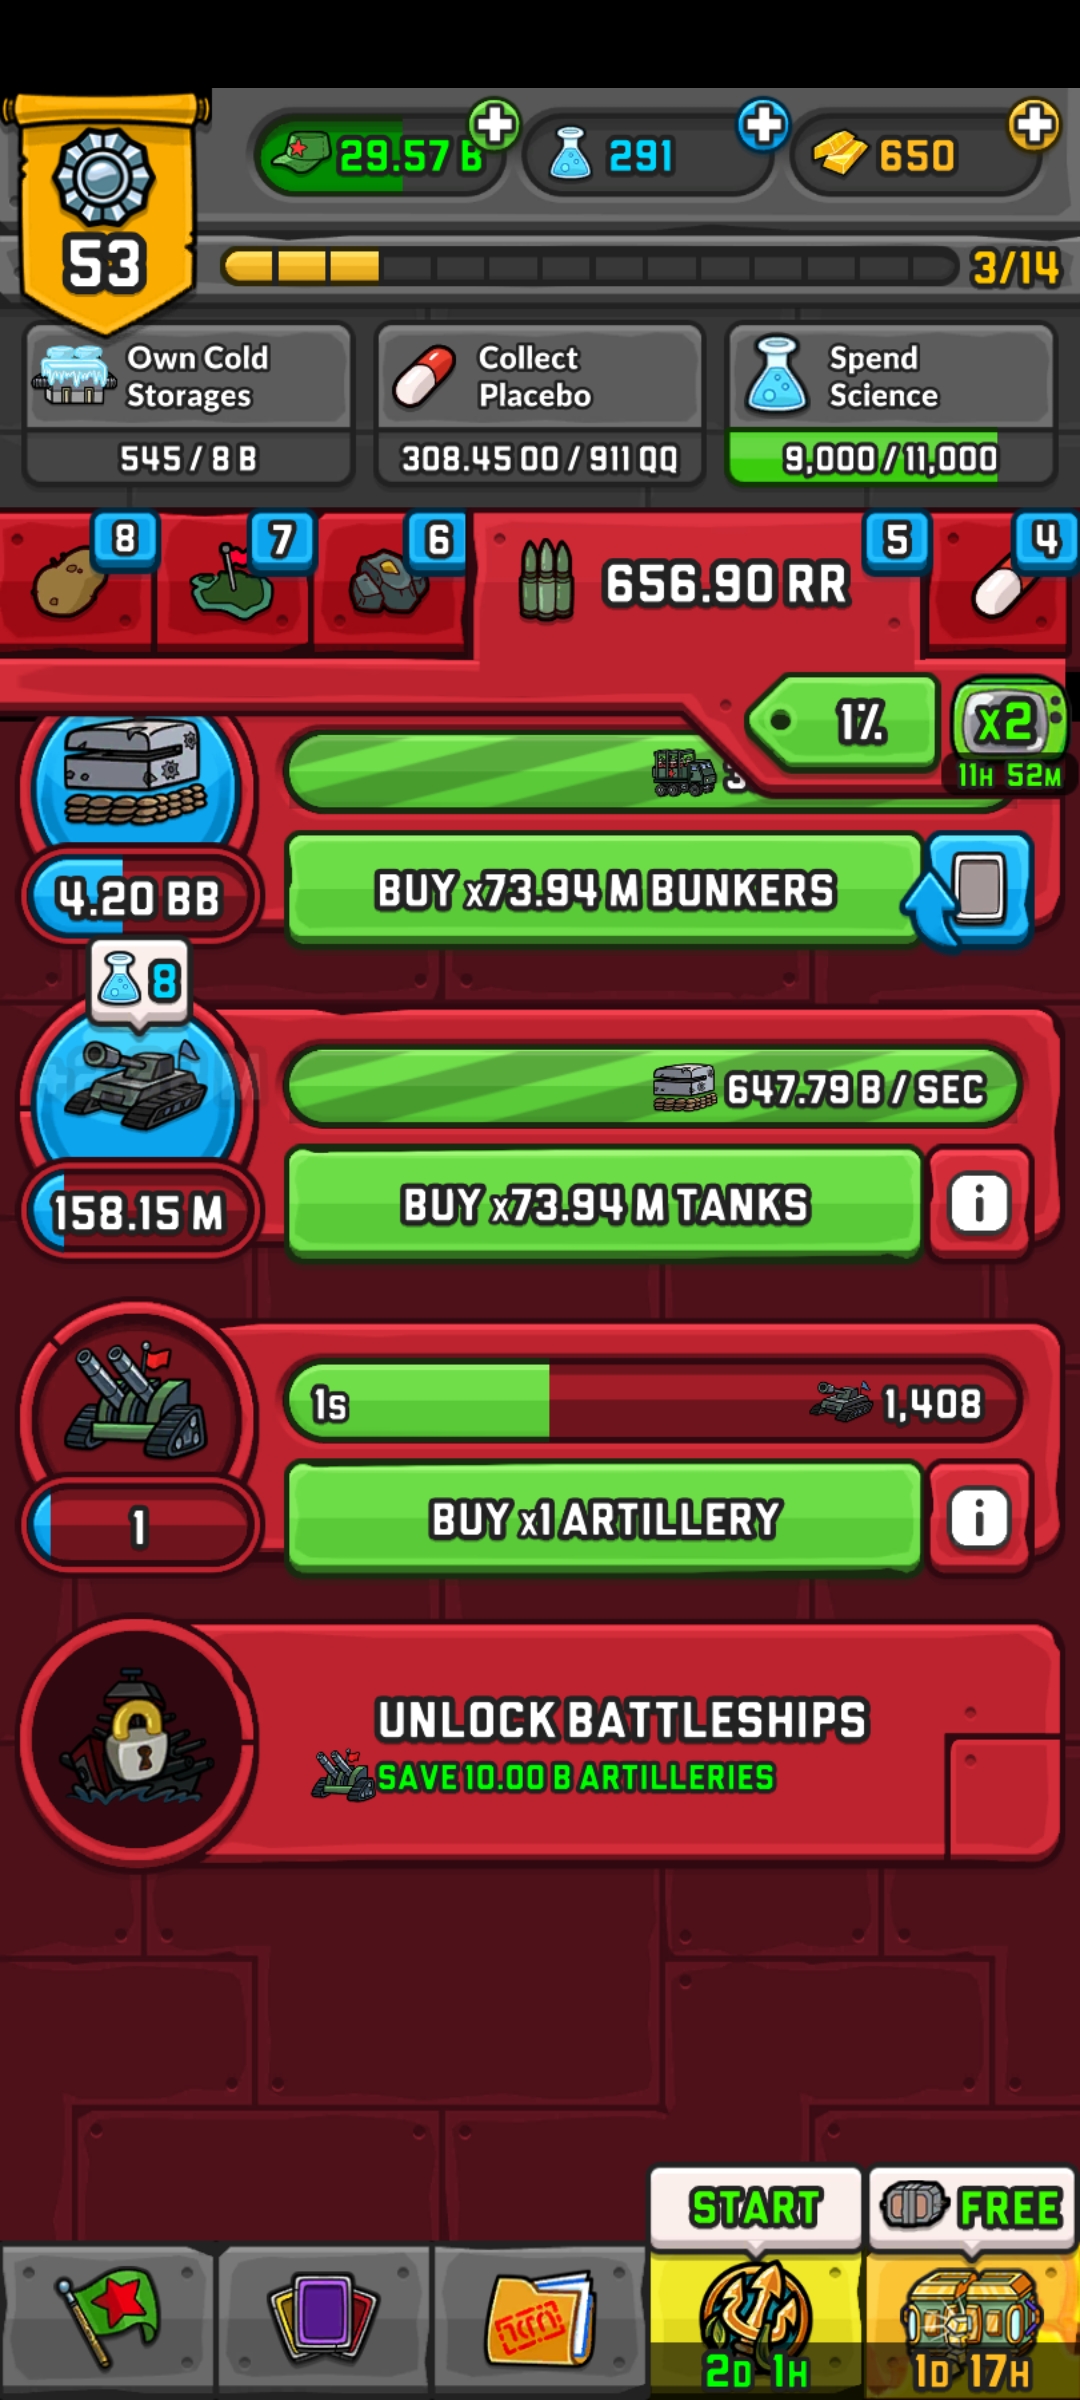 29.57 B
291
650
53
3/14
Own Cold
Storages
545 / 8 B
Collect
Placebo
308.45 OO / 911 QQ
Spend
Science
9,000 / 11,000
8
7
6
656.90 RR
5
4
1%
x2
11H 52M
4.20 BB
BUY x73.94 M BUNKERS
8
647.79 B / SEC
158.15 M
BUY x73.94 M TANKS
i
1s
1,408
1
BUY x1 ARTILLERY
i
UNLOCK BATTLESHIPS
SAVE 10.00 B ARTILLERIES
START
FREE
2D 1H
1D 17H